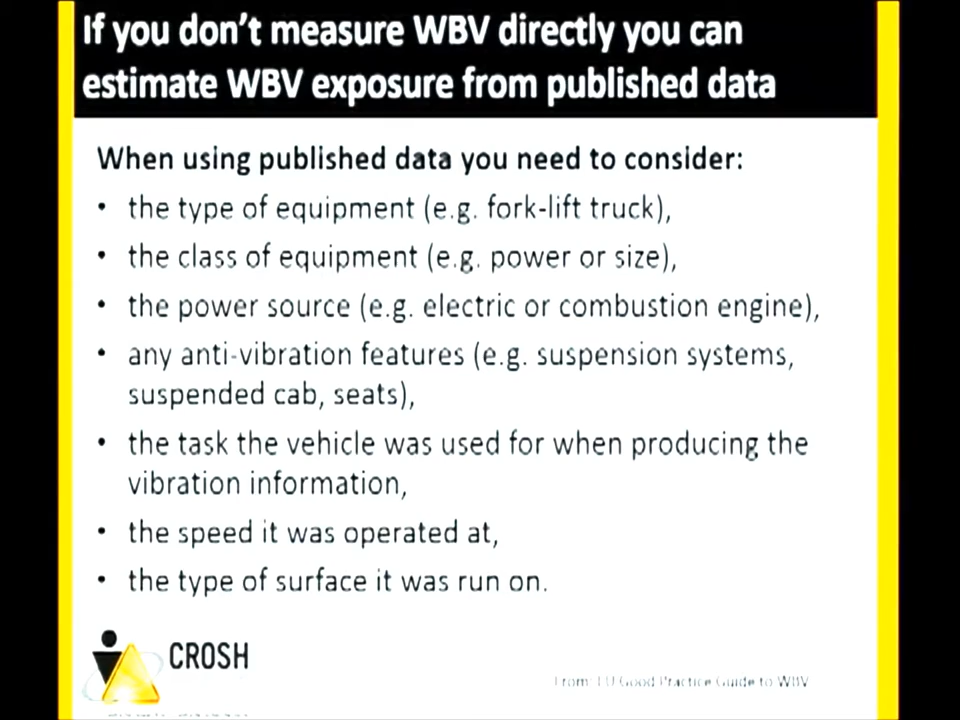 If you don't measure WBV directly you can
estimate WBV exposure from published data
When using published data you need to consider:
• the type of equipment (e.g. fork-lift truck),
• the class of equipment (e.g. power or size),
• the power source (e.g. electric or combustion engine),
• any anti-vibration features (e.g. suspension systems,
suspended cab, seats),
• the task the vehicle was used for when producing the
vibration information,
• the speed it was operated at,
• the type of surface it was run on.
CROSH
From: EU Good Practice Guide to WBV